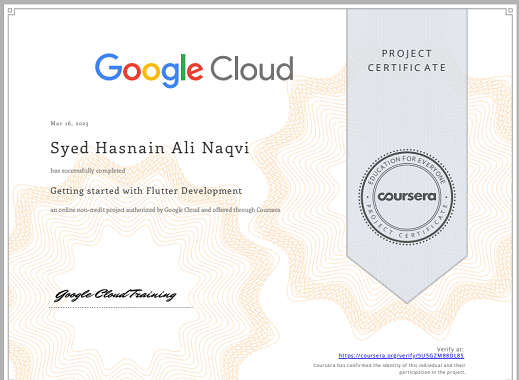 Google Cloud
PROJECT
CERTIFICATE
Mar 16, 2023
Syed Hasnain Ali Naqvi
has successfully completed
Getting started with Flutter Development
an online non-credit project authorized by Google Cloud and offered through Coursera
EDUCATION FOR EVERYONE
coursera
PROJECT CERTIFICATE
Google Cloud Training
Verify at:
https://coursera.org/verify/SU5GZM88DL8S
Coursera has confirmed the identity of this individual and their
participation in the project.